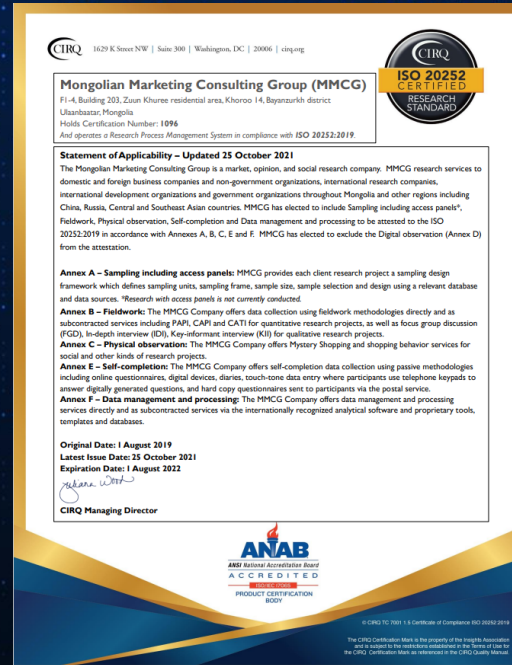 CIRQ 1629 K Street NW | Suite 300 | Washington, DC | 20006 | cirq.org
CIRQ
ISO 20252
CERTIFIED
RESEARCH
STANDARD
Mongolian Marketing Consulting Group (MMCG)
F1-4, Building 203, Zuun Khuree residential area, Khoroo 14, Bayanzurkh district
Ulaanbaatar, Mongolia
Holds Certification Number: 1096
And operates a Research Process Management System in compliance with ISO 20252:2019.
Statement of Applicability – Updated 25 October 2021
The Mongolian Marketing Consulting Group is a market, opinion, and social research company. MMCG research services to
domestic and foreign business companies and non-government organizations, international research companies,
international development organizations and government organizations throughout Mongolia and other regions including
China, Russia, Central and Southeast Asian countries. MMCG has elected to include Sampling including access panels*,
Fieldwork, Physical observation, Self-completion and Data management and processing to be attested to the ISO
20252:2019 in accordance with Annexes A, B, C, E and F. MMCG has elected to exclude the Digital observation (Annex D)
from the attestation.
Annex A – Sampling including access panels: MMCG provides each client research project a sampling design
framework which defines sampling units, sampling frame, sample size, sample selection and design using a relevant database
and data sources. *Research with access panels is not currently conducted.
Annex B – Fieldwork: The MMCG Company offers data collection using fieldwork methodologies directly and as
subcontracted services including PAPI, CAPI and CATI for quantitative research projects, as well as focus group discussion
(FGD), In-depth interview (IDI), Key-informant interview (KII) for qualitative research projects.
Annex C – Physical observation: The MMCG Company offers Mystery Shopping and shopping behavior services for
social and other kinds of research projects.
Annex E – Self-completion: The MMCG Company offers self-completion data collection using passive methodologies
including online questionnaires, digital devices, diaries, touch-tone data entry where participants use telephone keypads to
answer digitally generated questions, and hard copy questionnaires sent to participants via the postal service.
Annex F – Data management and processing: The MMCG Company offers data management and processing
services directly and as subcontracted services via the internationally recognized analytical software and proprietary tools,
templates and databases.
Original Date: 1 August 2019
Latest Issue Date: 25 October 2021
Expiration Date: 1 August 2022
Juliana Wood
CIRQ Managing Director
ANAB
ANSI National Accreditation Board
ACCREDITED
ISO/IEC 17065
PRODUCT CERTIFICATION
BODY
© CIRQ TC 7001 1.5 Certificate of Compliance ISO 20252:2019
The CIRQ Certification Mark is the property of the Insights Association
and is subject to the restrictions established in the Terms of Use for
the CIRQ Certification Mark as referenced in the CIRQ Quality Manual.